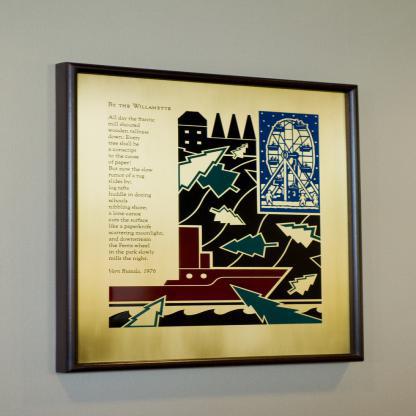 By the Willamette
All day the frantic
mill shouted
wooden tallness
down. Every
tree shall be
a conscript
to the cause
of paper!
But now the slow
rumor of a tug
slides by;
log rafts
huddle in dozing
schools
nibbling shore;
a lone canoe
cuts the surface
like a paperknife
scattering moonlight;
and downstream
the Ferris wheel
in the park slowly
mills the night.
Vern Rutsala, 1976